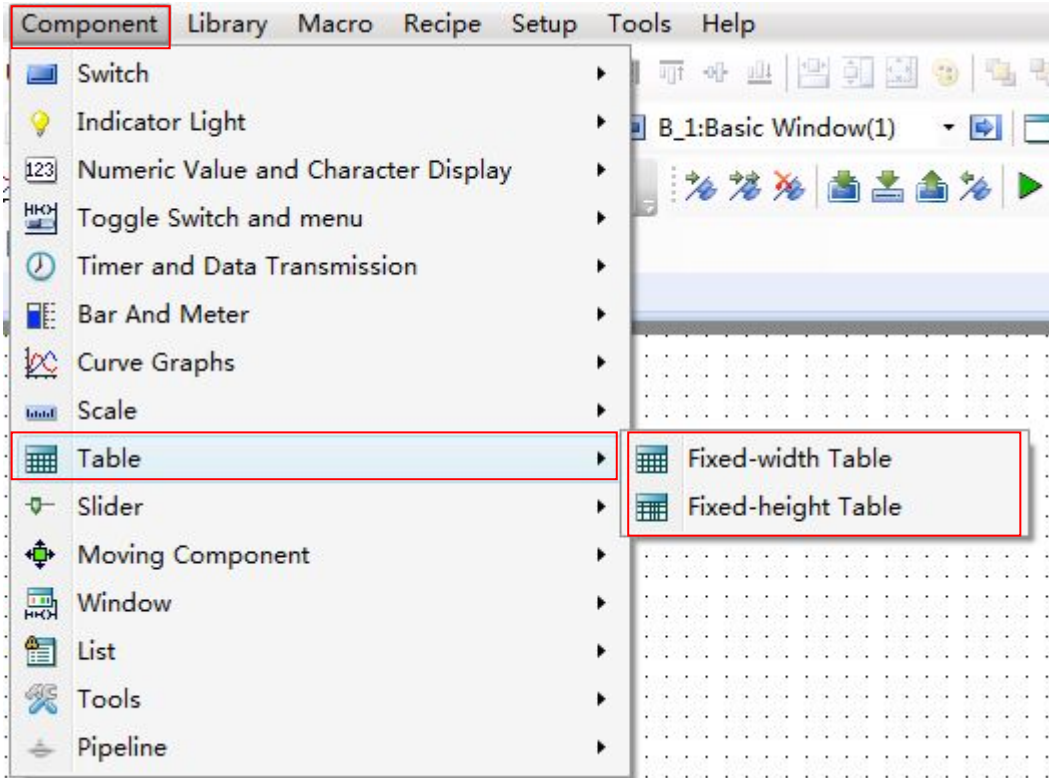 Component Library Macro Recipe Setup Tools Help
Switch
Indicator Light
B_1:Basic Window(1)
123 Numeric Value and Character Display
Toggle Switch and menu
Timer and Data Transmission
Bar And Meter
Curve Graphs
Scale
Table
Fixed-width Table
Slider
Fixed-height Table
Moving Component
Window
List
Tools
Pipeline